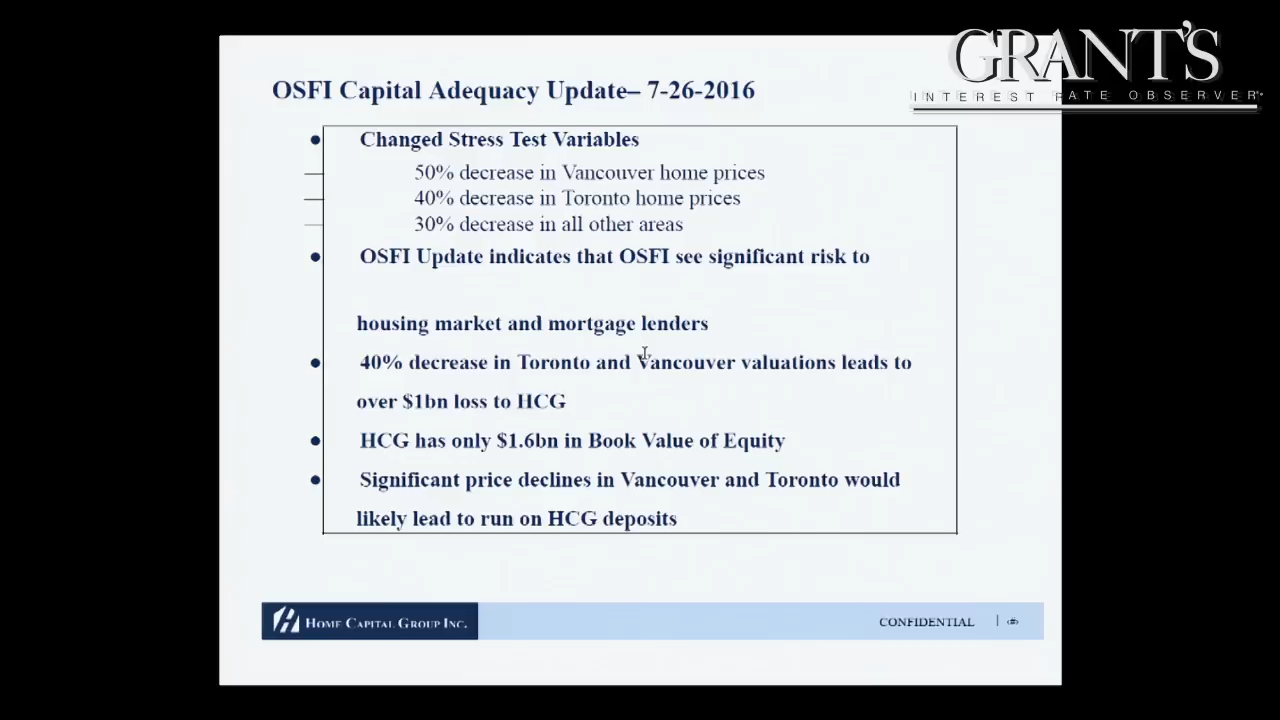 GRANT'S
INTEREST RATE OBSERVER
OSFI Capital Adequacy Update– 7-26-2016
• Changed Stress Test Variables
— 50% decrease in Vancouver home prices
— 40% decrease in Toronto home prices
— 30% decrease in all other areas
• OSFI Update indicates that OSFI see significant risk to
housing market and mortgage lenders
• 40% decrease in Toronto and Vancouver valuations leads to
over $1bn loss to HCG
• HCG has only $1.6bn in Book Value of Equity
• Significant price declines in Vancouver and Toronto would
likely lead to run on HCG deposits
HOME CAPITAL GROUP INC.
CONFIDENTIAL | ‹#›